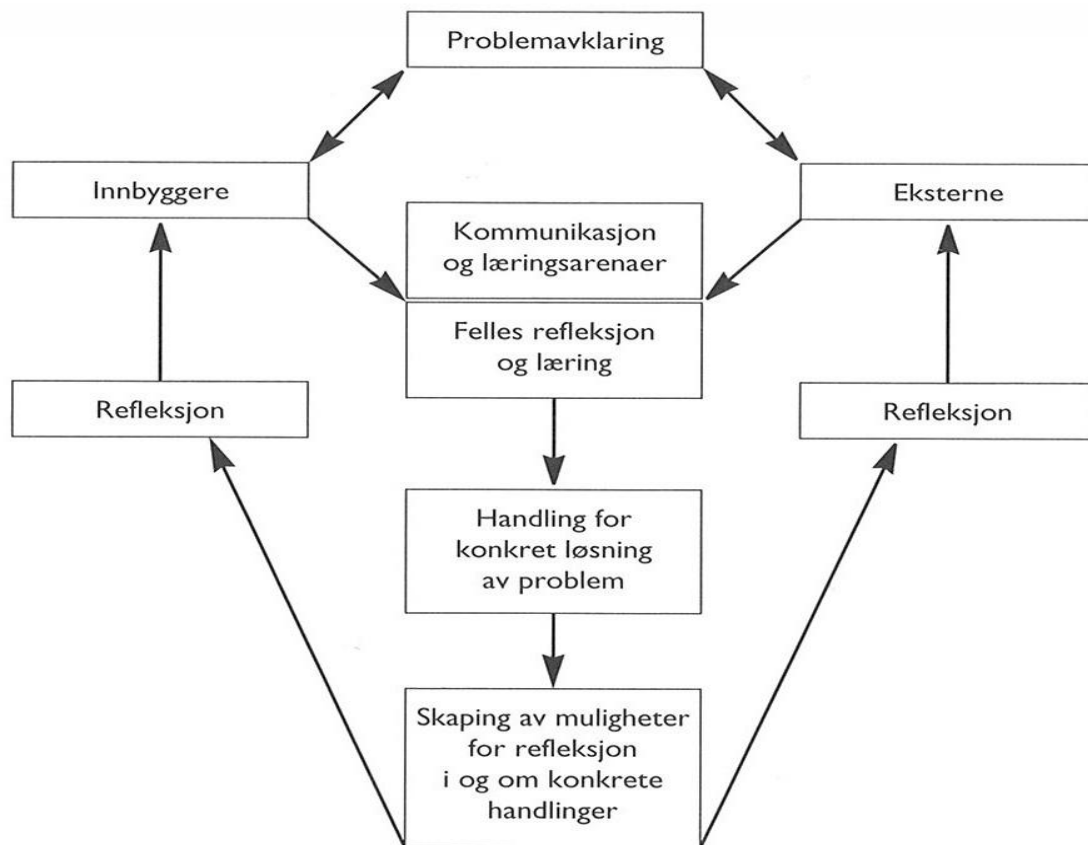 Problemavklaring
Innbyggere
Eksterne
Kommunikasjon
og læringsarenaer
Felles refleksjon
og læring
Refleksjon
Refleksjon
Handling for
konkret løsning
av problem
Skaping av muligheter
for refleksjon
i og om konkrete
handlinger